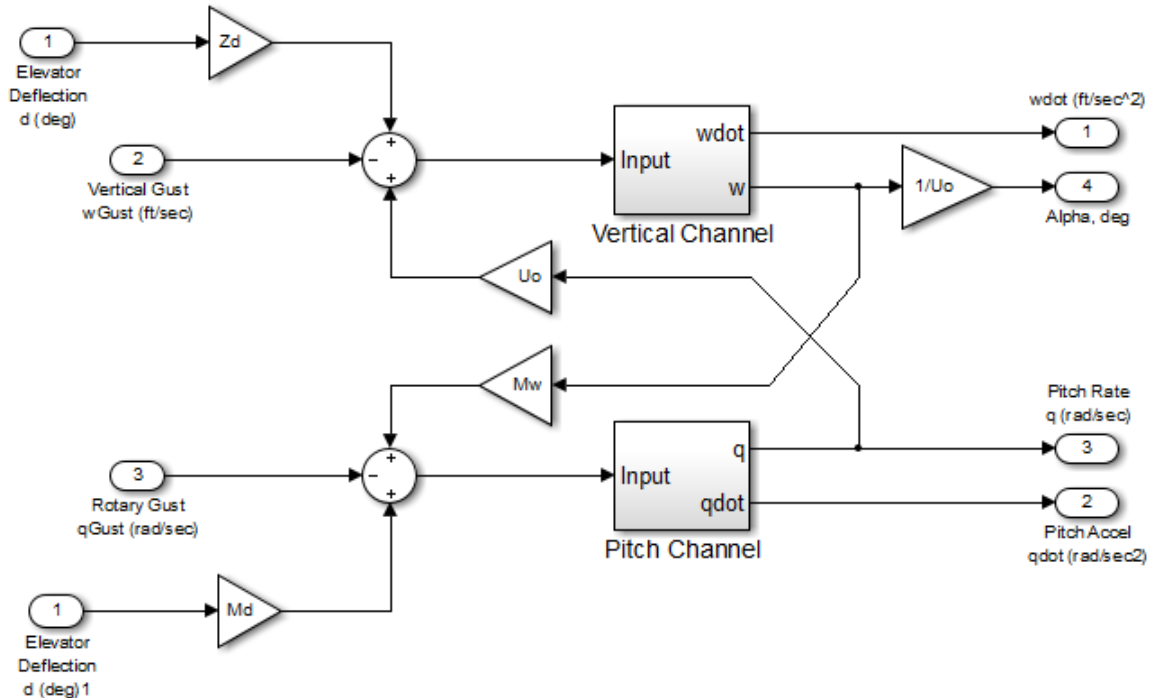 1
Zd
Elevator
Deflection
d (deg)
2
Vertical Gust
wGust (ft/sec)
+
−
+
Input
wdot
w
Vertical Channel
wdot (ft/sec^2)
1
1/Uo
4
Alpha, deg
Uo
Mw
3
Rotary Gust
qGust (rad/sec)
+
−
+
Input
q
qdot
Pitch Channel
Pitch Rate
q (rad/sec)
3
2
Pitch Accel
qdot (rad/sec2)
1
Md
Elevator
Deflection
d (deg)1